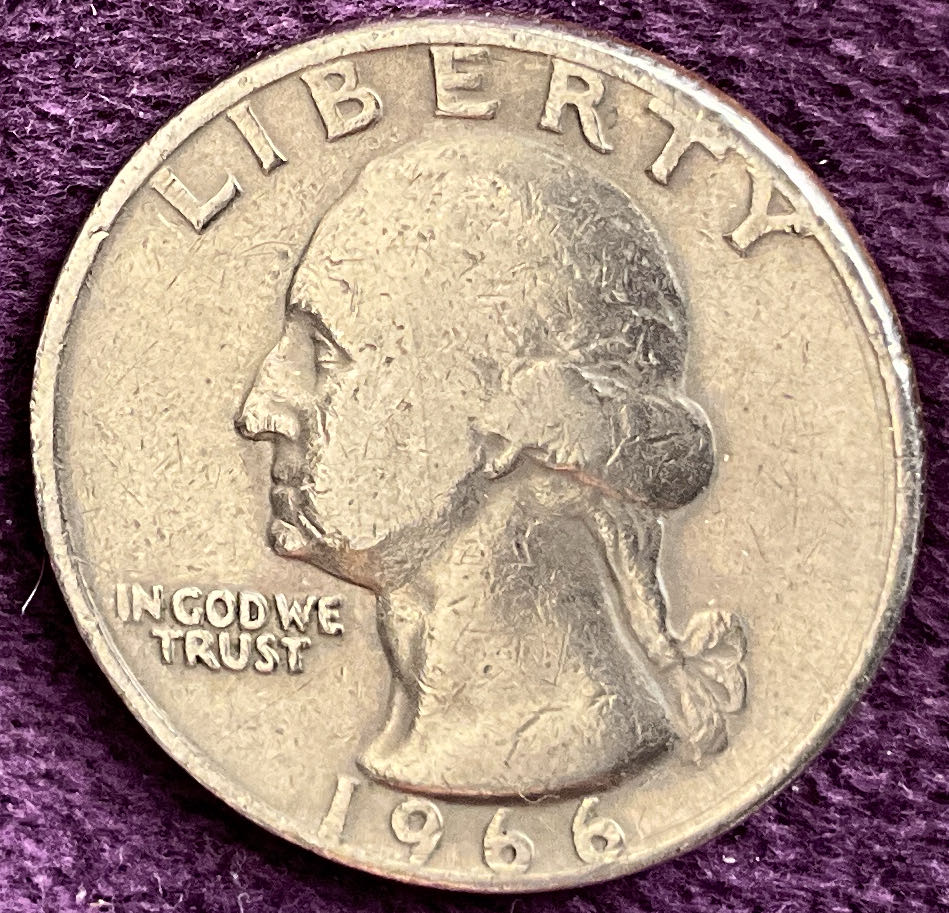 LIBERTY
IN GOD WE
TRUST
1966